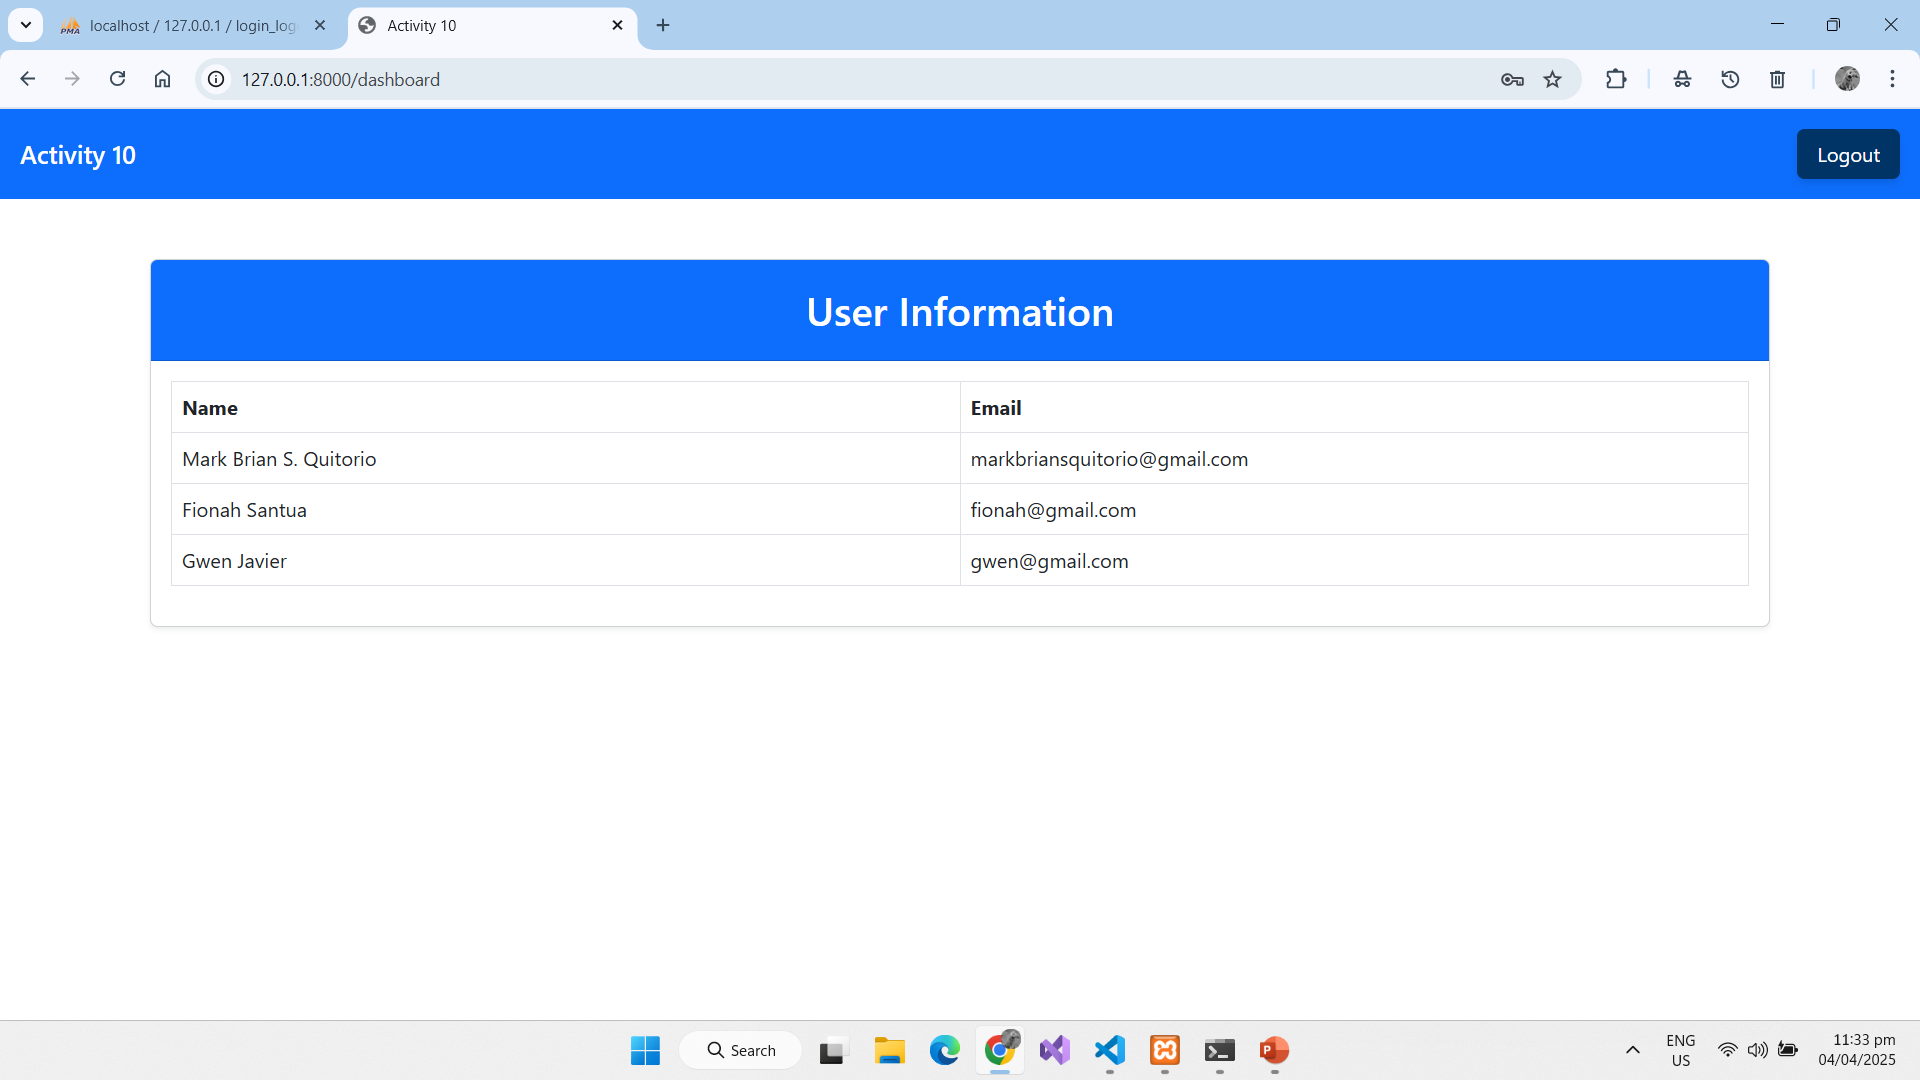 localhost / 127.0.0.1 / login_log
Activity 10
127.0.0.1:8000/dashboard
Activity 10
Logout
User Information
Name Email
Mark Brian S. Quitorio markbriansquitorio@gmail.com
Fionah Santua fionah@gmail.com
Gwen Javier gwen@gmail.com
Search
ENG
US
11:33 pm
04/04/2025